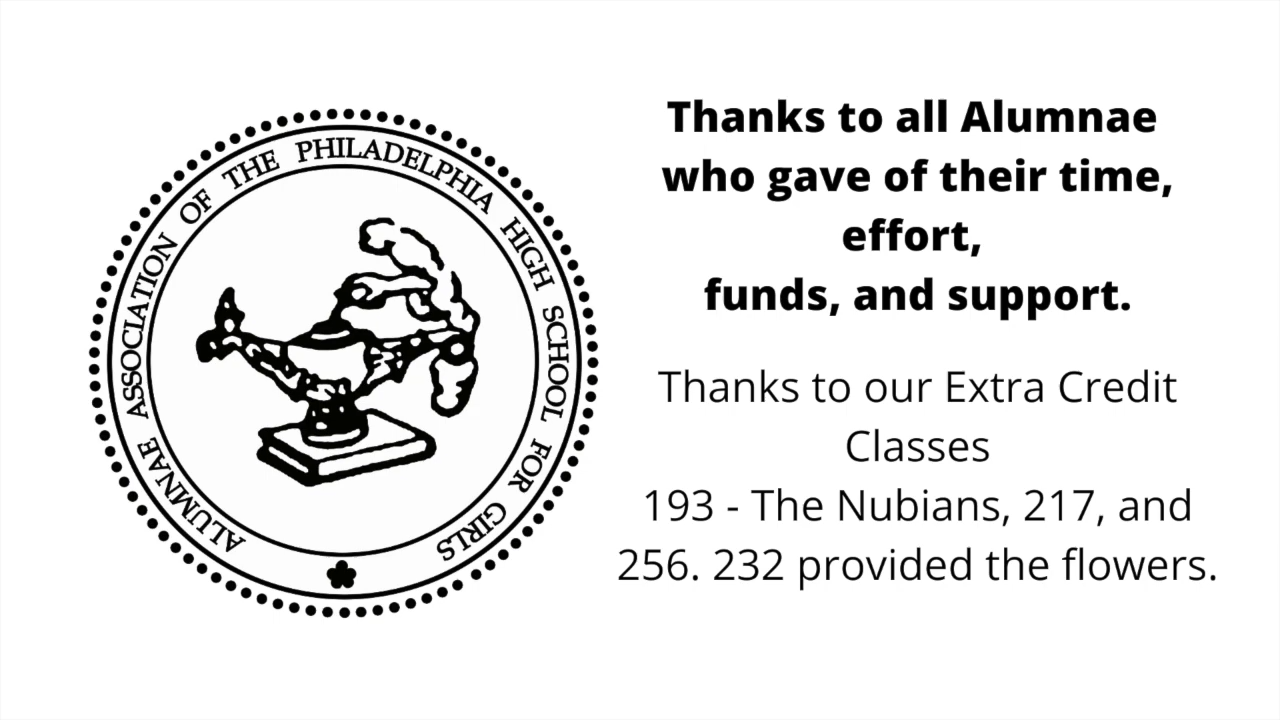 ALUMNAE ASSOCIATION OF THE PHILADELPHIA HIGH SCHOOL FOR GIRLS
Thanks to all Alumnae
who gave of their time,
effort,
funds, and support.
Thanks to our Extra Credit
Classes
193 - The Nubians, 217, and
256. 232 provided the flowers.